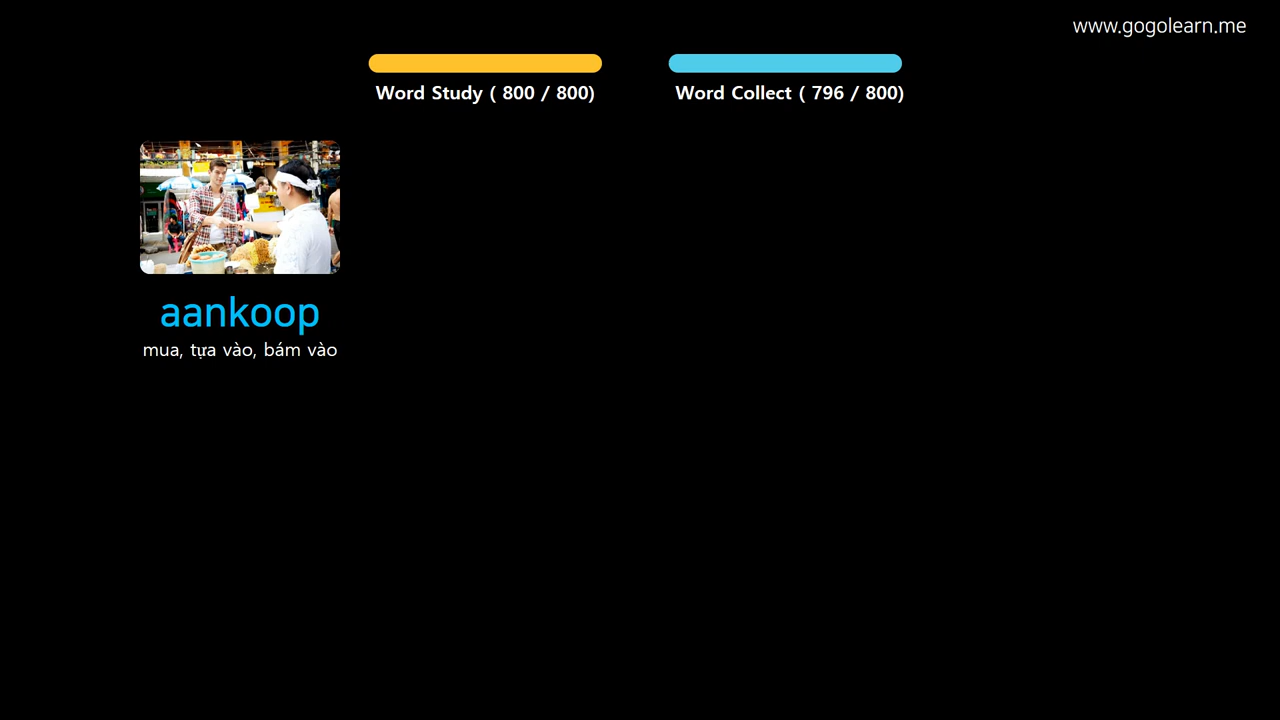 www.gogolearn.me
Word Study ( 800 / 800)
Word Collect ( 796 / 800)
aankoop
mua, tựa vào, bám vào